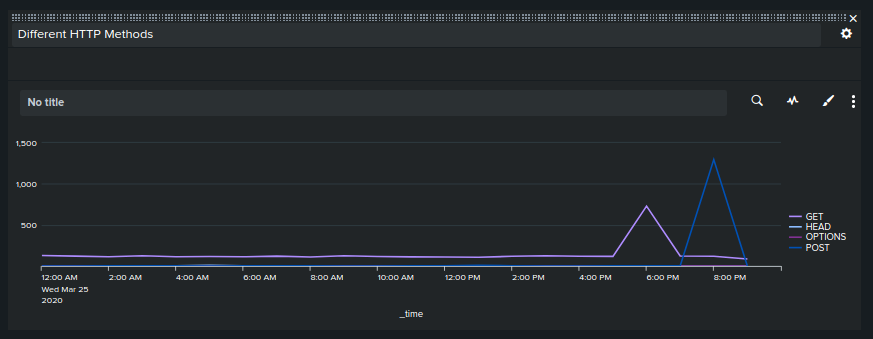 Different HTTP Methods
No title
1,500
1,000
500
12:00 AM 2:00 AM 4:00 AM 6:00 AM 8:00 AM 10:00 AM 12:00 PM 2:00 PM 4:00 PM 6:00 PM 8:00 PM
Wed Mar 25
2020
_time
GET
HEAD
OPTIONS
POST